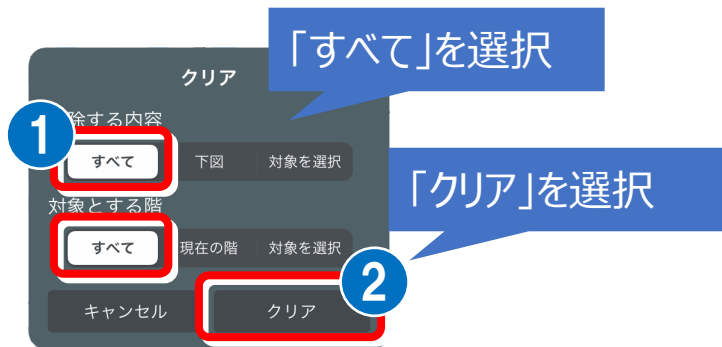 「すべて」を選択
クリア
1
除する内容
すべて 下図 対象を選択
「クリア」を選択
対象とする階
すべて 現在の階 対象を選択
2
キャンセル クリア